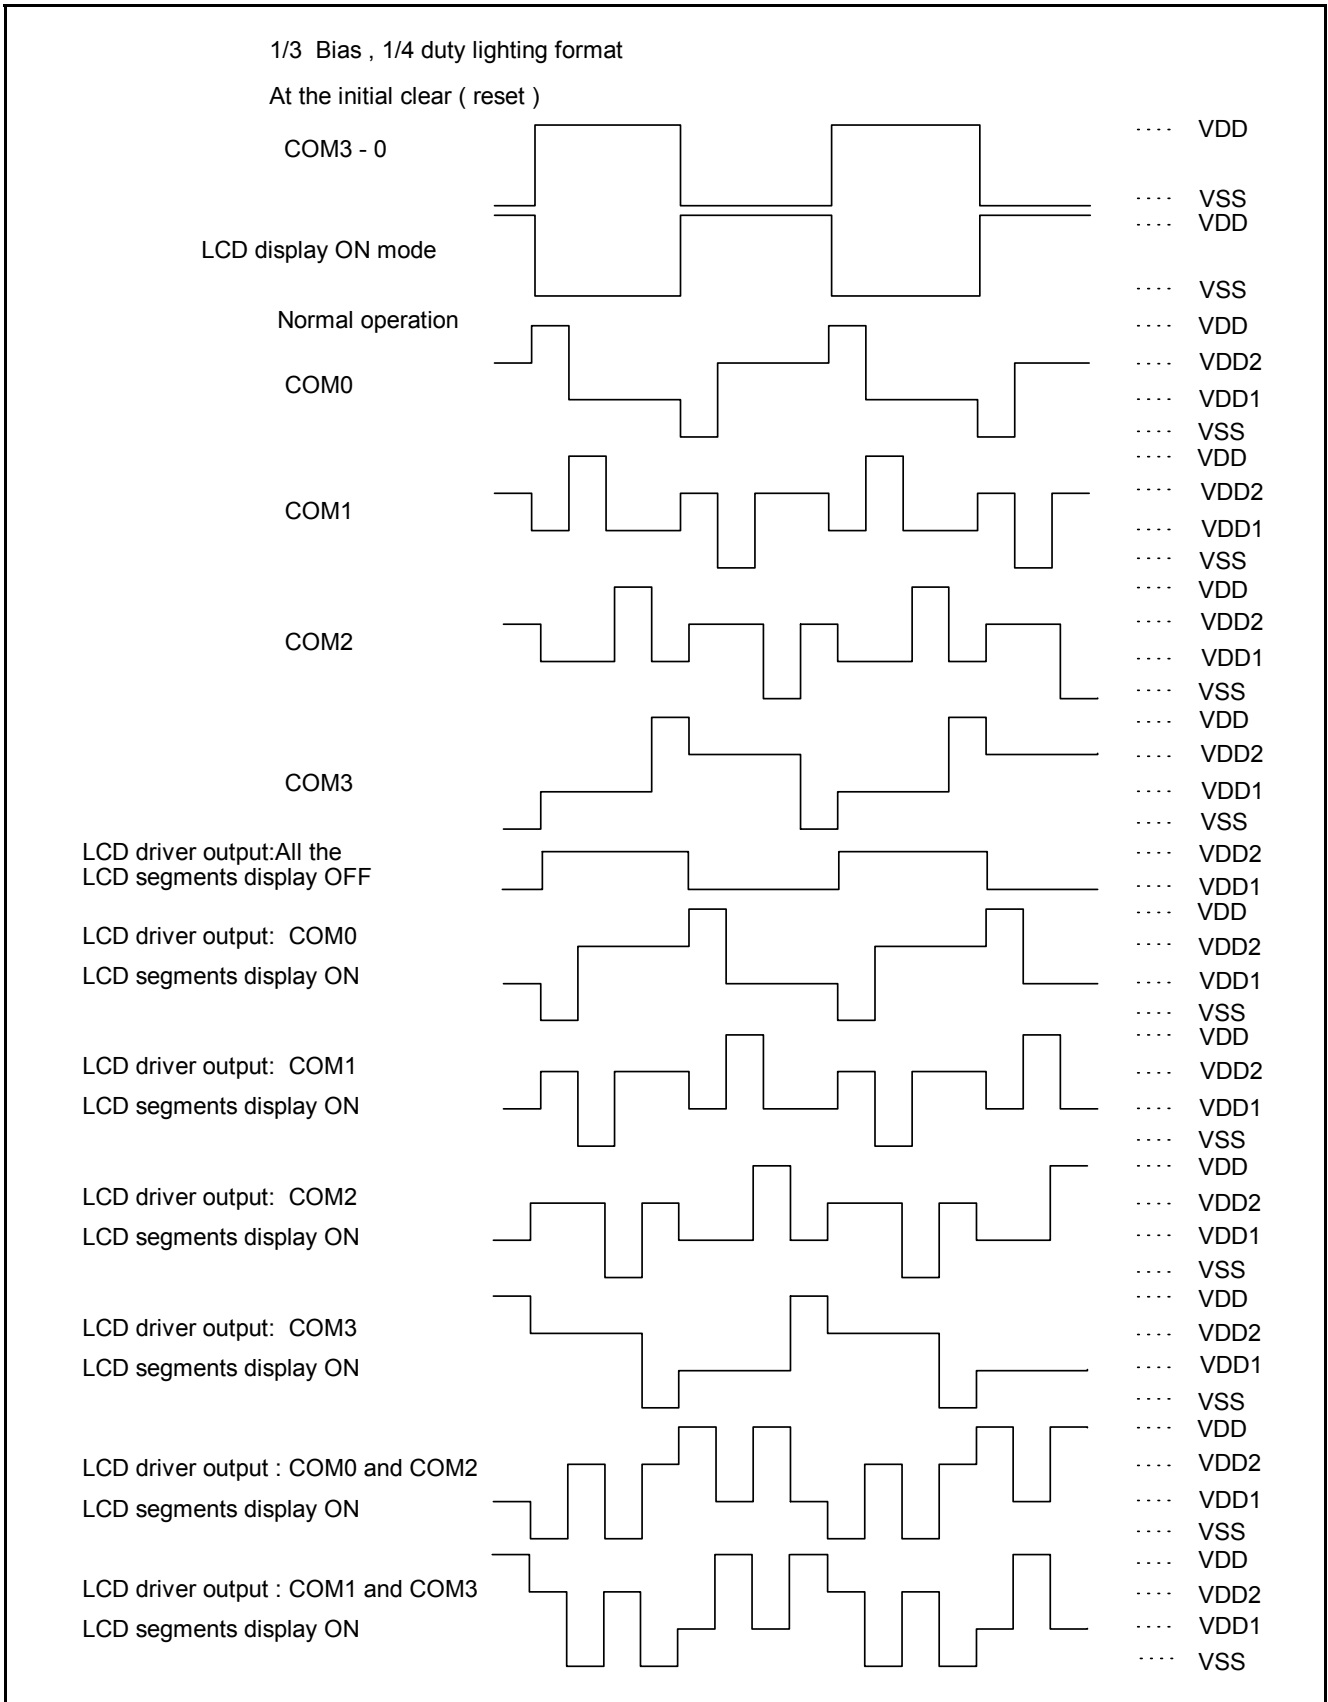 1/3 Bias , 1/4 duty lighting format
At the initial clear ( reset )
COM3 - 0
VDD
VSS
LCD display ON mode
VDD
VSS
Normal operation
COM0
VDD
VDD2
VDD1
VSS
COM1
VDD
VDD2
VDD1
VSS
COM2
VDD
VDD2
VDD1
VSS
COM3
VDD
VDD2
VDD1
VSS
LCD driver output:All the
LCD segments display OFF
VDD2
VDD1
LCD driver output: COM0
LCD segments display ON
VDD
VDD2
VDD1
VSS
LCD driver output: COM1
LCD segments display ON
VDD
VDD2
VDD1
VSS
LCD driver output: COM2
LCD segments display ON
VDD
VDD2
VDD1
VSS
LCD driver output: COM3
LCD segments display ON
VDD
VDD2
VDD1
VSS
LCD driver output : COM0 and COM2
LCD segments display ON
VDD
VDD2
VDD1
VSS
LCD driver output : COM1 and COM3
LCD segments display ON
VDD
VDD2
VDD1
VSS